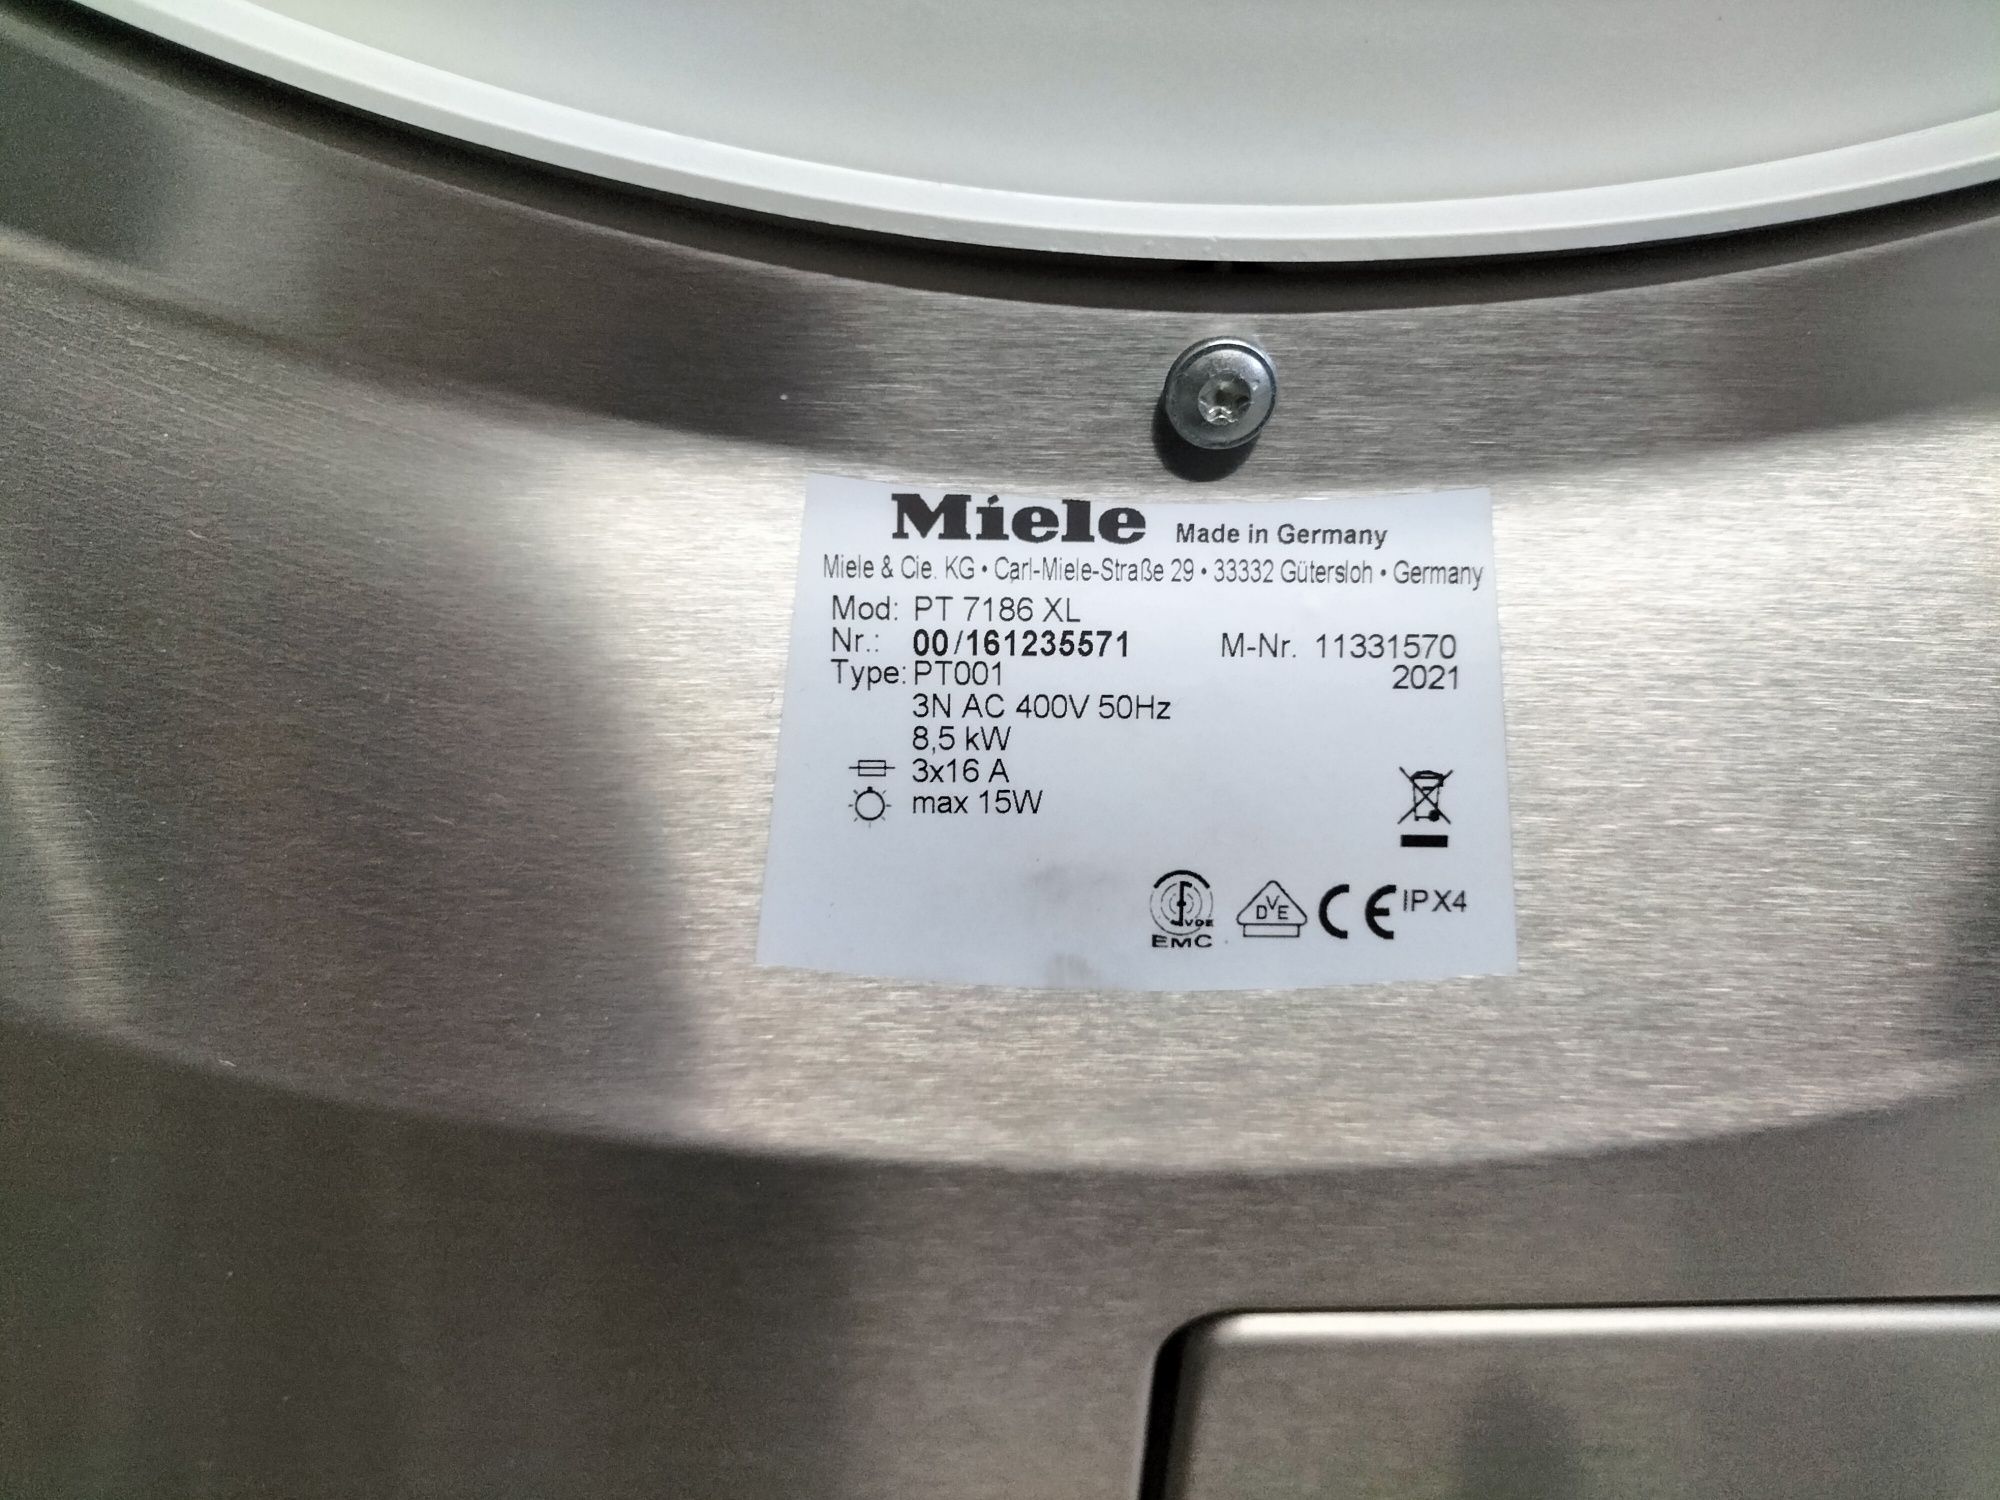 Miele Made in Germany
Miele & Cie. KG • Carl-Miele-Straße 29 • 33332 Gütersloh • Germany
Mod: PT 7186 XL
Nr.: 00/161235571 M-Nr. 11331570
Type: PT001 2021
3N AC 400V 50Hz
8,5 kW
3x16 A
max 15W
VDE
EMC
DVE
CE IPX4